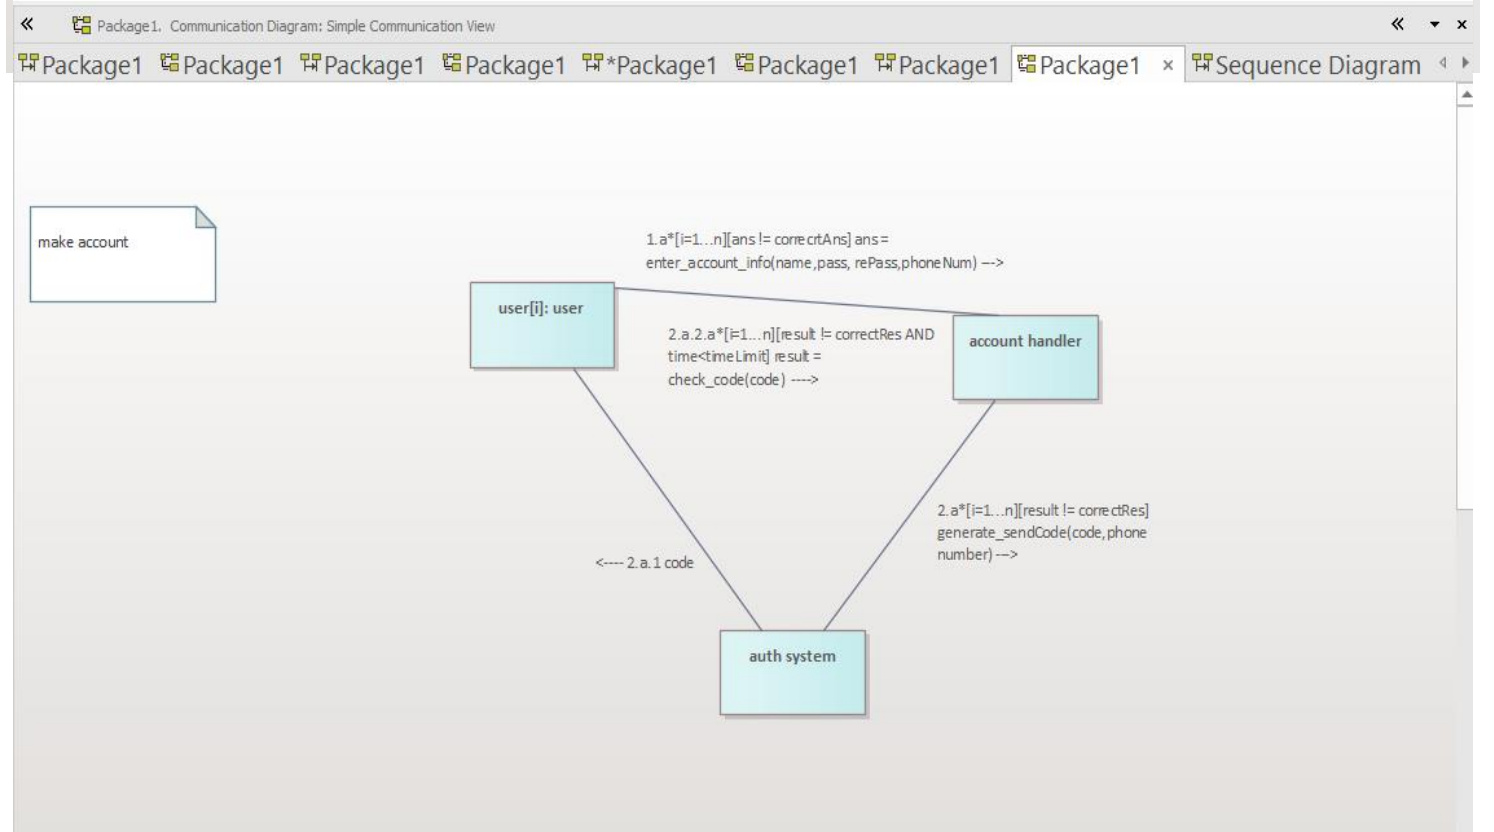 Package1. Communication Diagram: Simple Communication View
Package1 Package1 Package1 Package1 *Package1 Package1 Package1 Package1 × Sequence Diagram
make account
1.a*[i=1...n][ans != correcrtAns] ans =
enter_account_info(name,pass, rePass,phoneNum) --->
user[i]: user
2.a.2.a*[i=1...n][result != correctRes AND
time<timeLimit] result =
check_code(code) ---->
account handler
2.a*[i=1...n][result != correctRes]
generate_sendCode(code,phone
number) --->
<---- 2.a.1 code
auth system